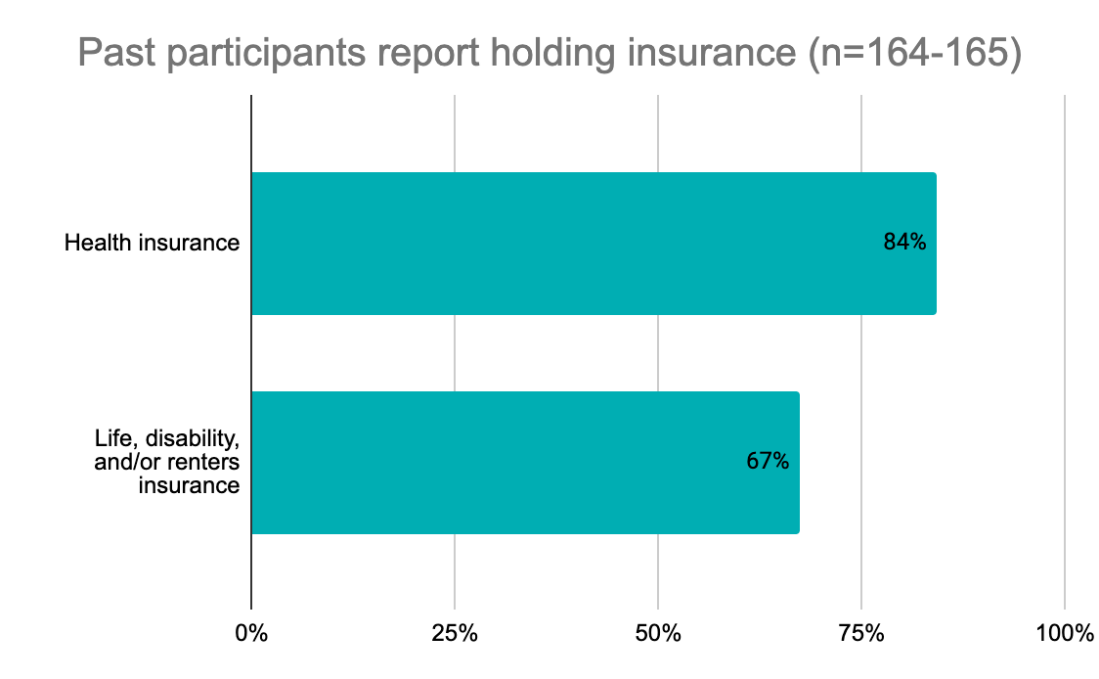 Past participants report holding insurance (n=164-165)
Health insurance
84%
Life, disability,
and/or renters
insurance
67%
0%
25%
50%
75%
100%